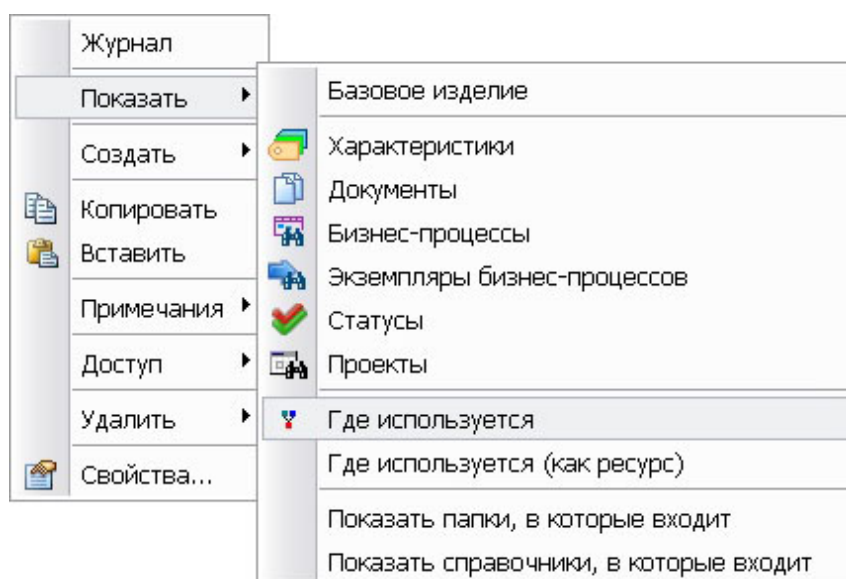 Журнал
Показать
Создать
Копировать
Вставить
Примечания
Доступ
Удалить
Свойства...
Базовое изделие
Характеристики
Документы
Бизнес-процессы
Экземпляры бизнес-процессов
Статусы
Проекты
Где используется
Где используется (как ресурс)
Показать папки, в которые входит
Показать справочники, в которые входит